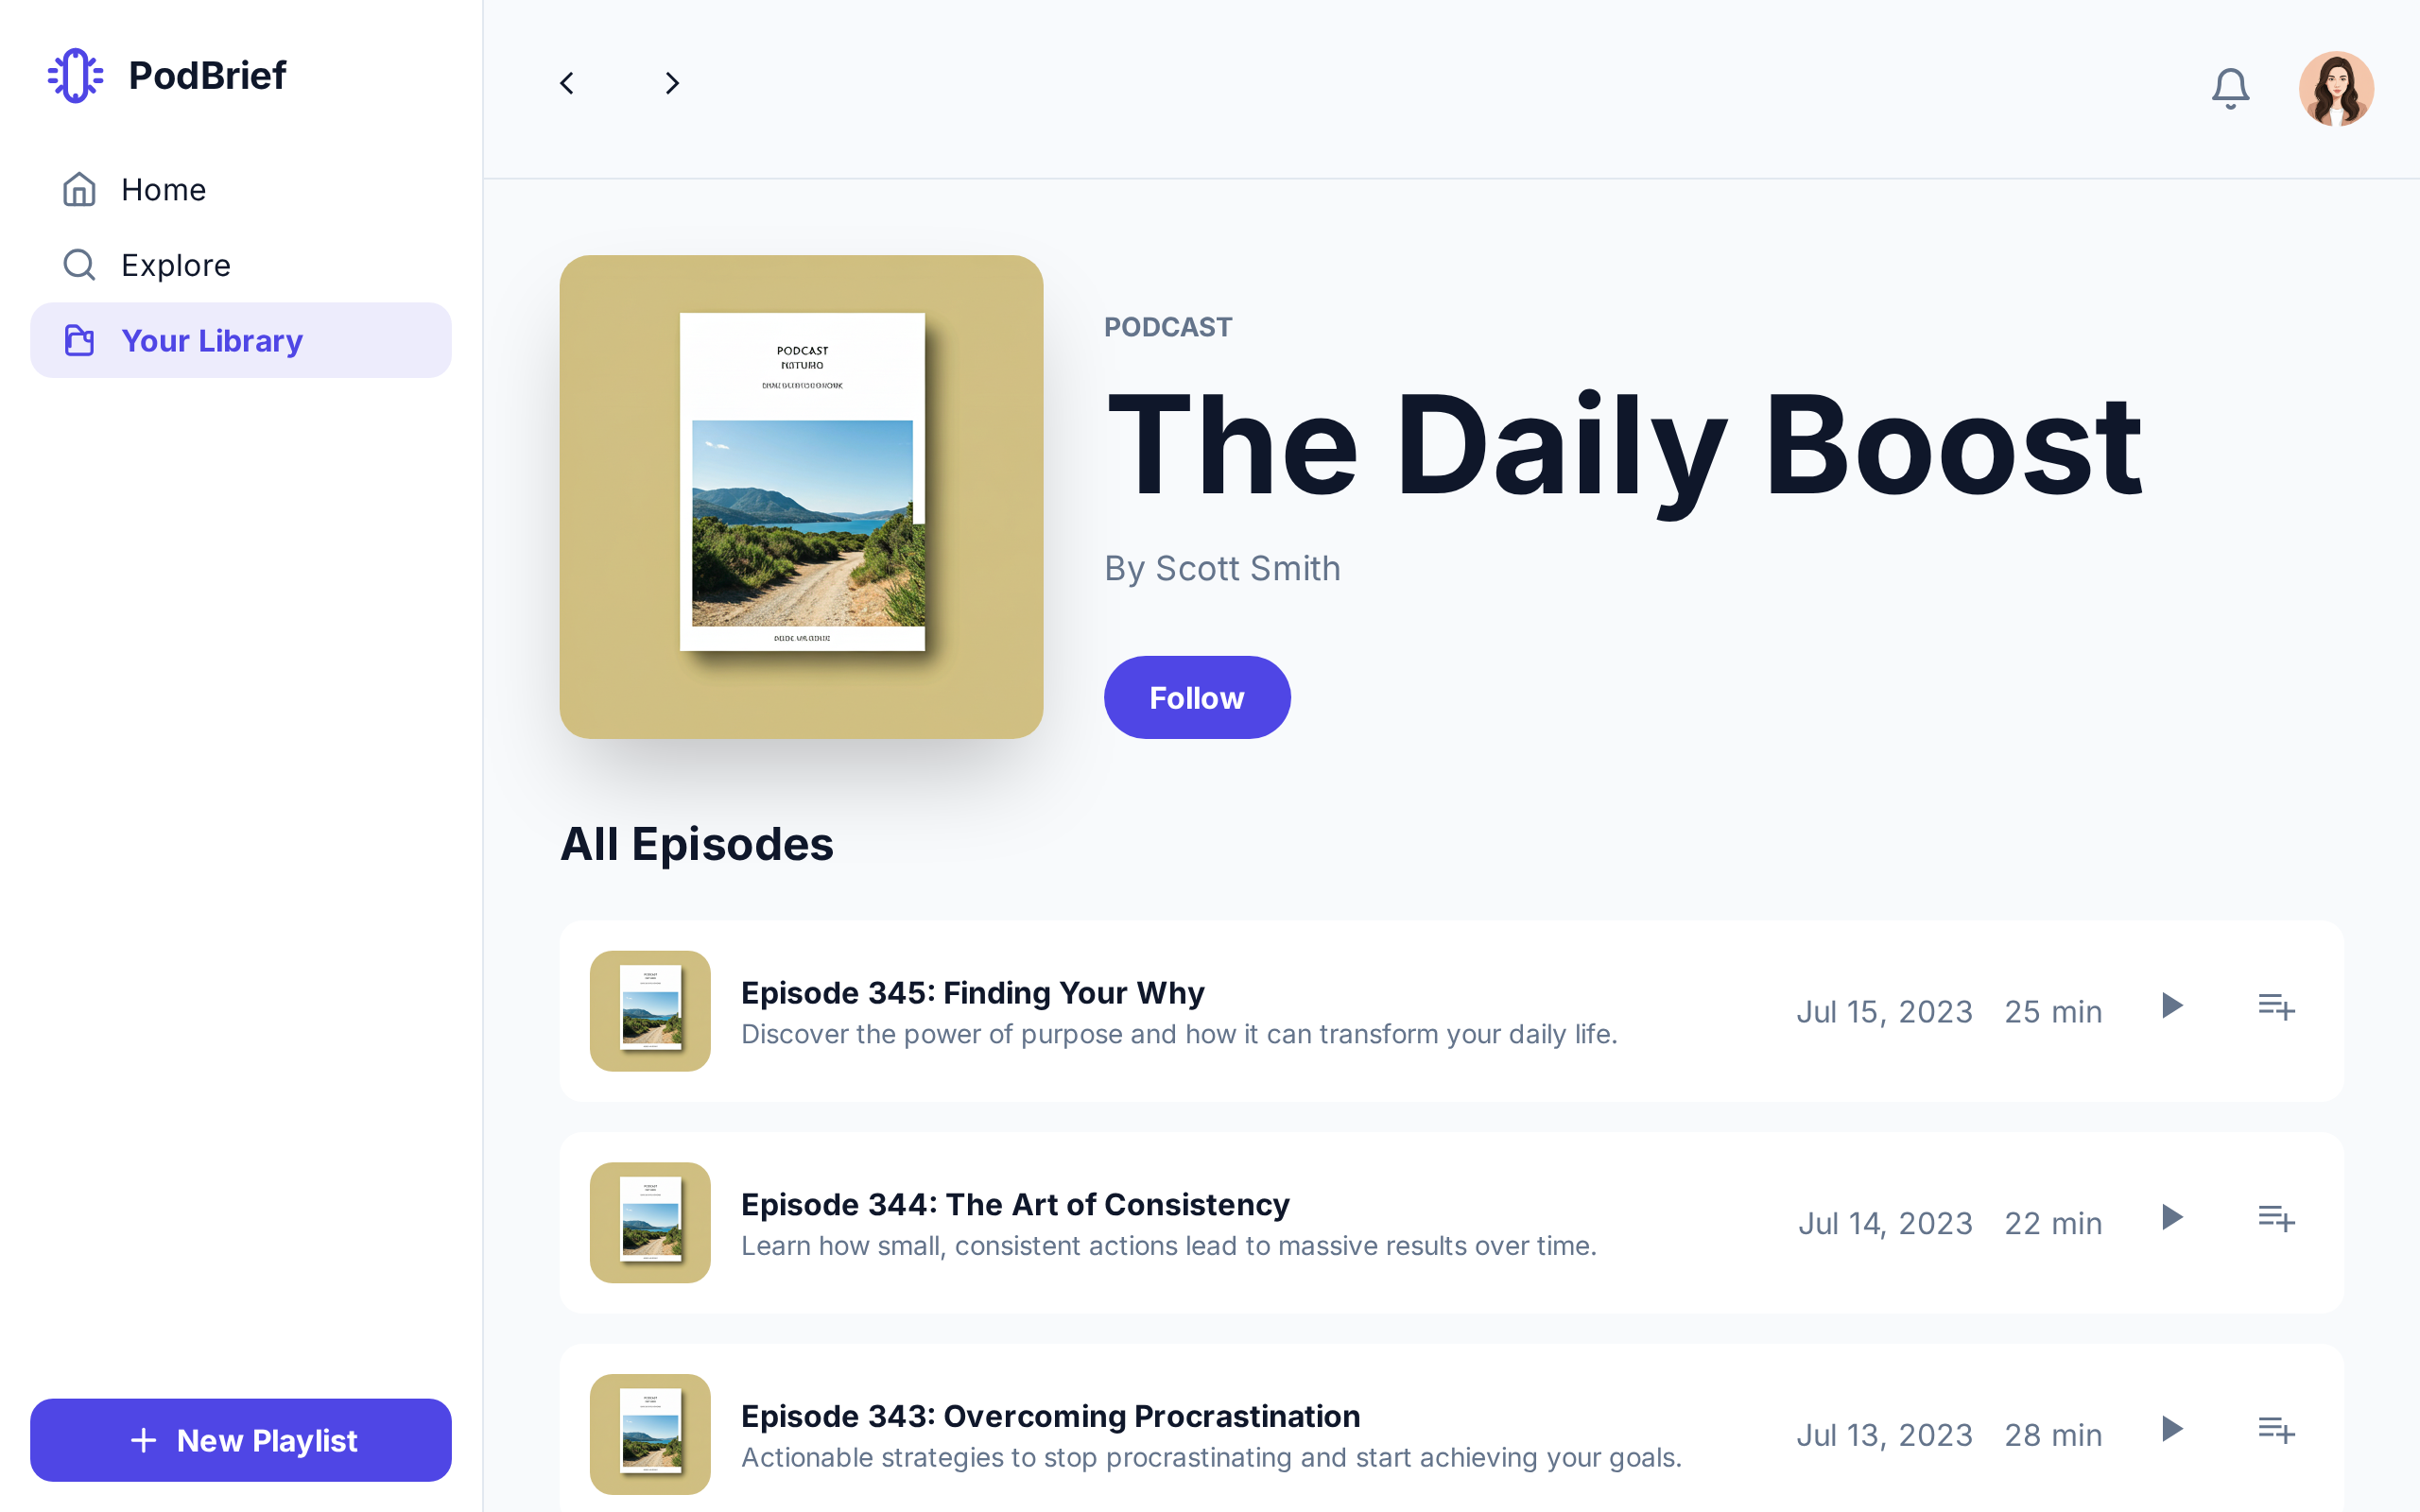 PodBrief
Home
Explore
Your Library
New Playlist
PODCAST
PODCAST
The Daily Boost
By Scott Smith
Follow
All Episodes
Episode 345: Finding Your Why
Discover the power of purpose and how it can transform your daily life.
Jul 15, 2023 25 min
Episode 344: The Art of Consistency
Learn how small, consistent actions lead to massive results over time.
Jul 14, 2023 22 min
Episode 343: Overcoming Procrastination
Actionable strategies to stop procrastinating and start achieving your goals.
Jul 13, 2023 28 min